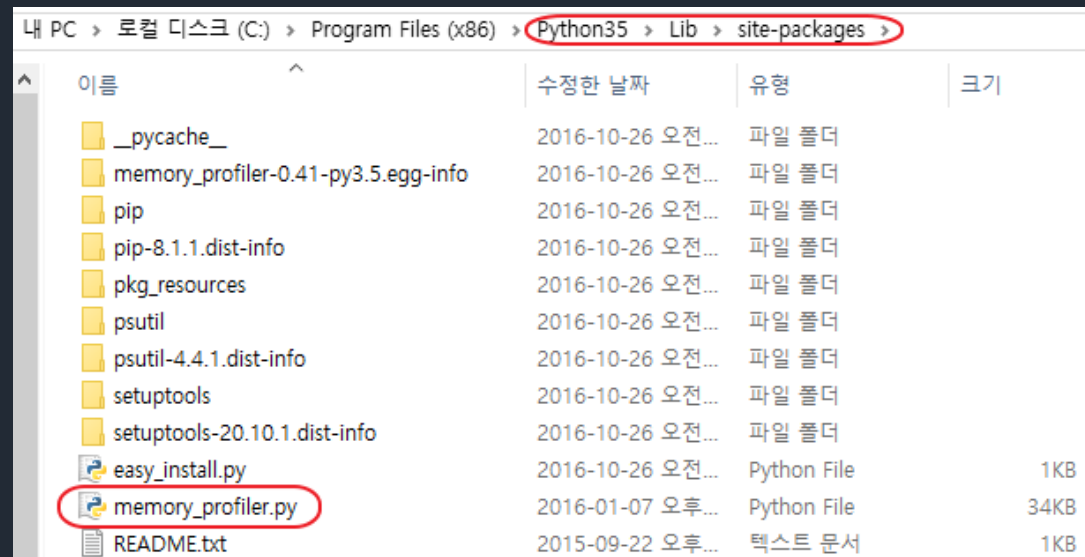 내 PC > 로컬 디스크 (C:) > Program Files (x86) > Python35 > Lib > site-packages >
이름 수정한 날짜 유형 크기
__pycache__ 2016-10-26 오전... 파일 폴더
memory_profiler-0.41-py3.5.egg-info 2016-10-26 오전... 파일 폴더
pip 2016-10-26 오전... 파일 폴더
pip-8.1.1.dist-info 2016-10-26 오전... 파일 폴더
pkg_resources 2016-10-26 오전... 파일 폴더
psutil 2016-10-26 오전... 파일 폴더
psutil-4.4.1.dist-info 2016-10-26 오전... 파일 폴더
setuptools 2016-10-26 오전... 파일 폴더
setuptools-20.10.1.dist-info 2016-10-26 오전... 파일 폴더
easy_install.py 2016-10-26 오전... Python File 1KB
memory_profiler.py 2016-01-07 오후... Python File 34KB
README.txt 2015-09-22 오후... 텍스트 문서 1KB